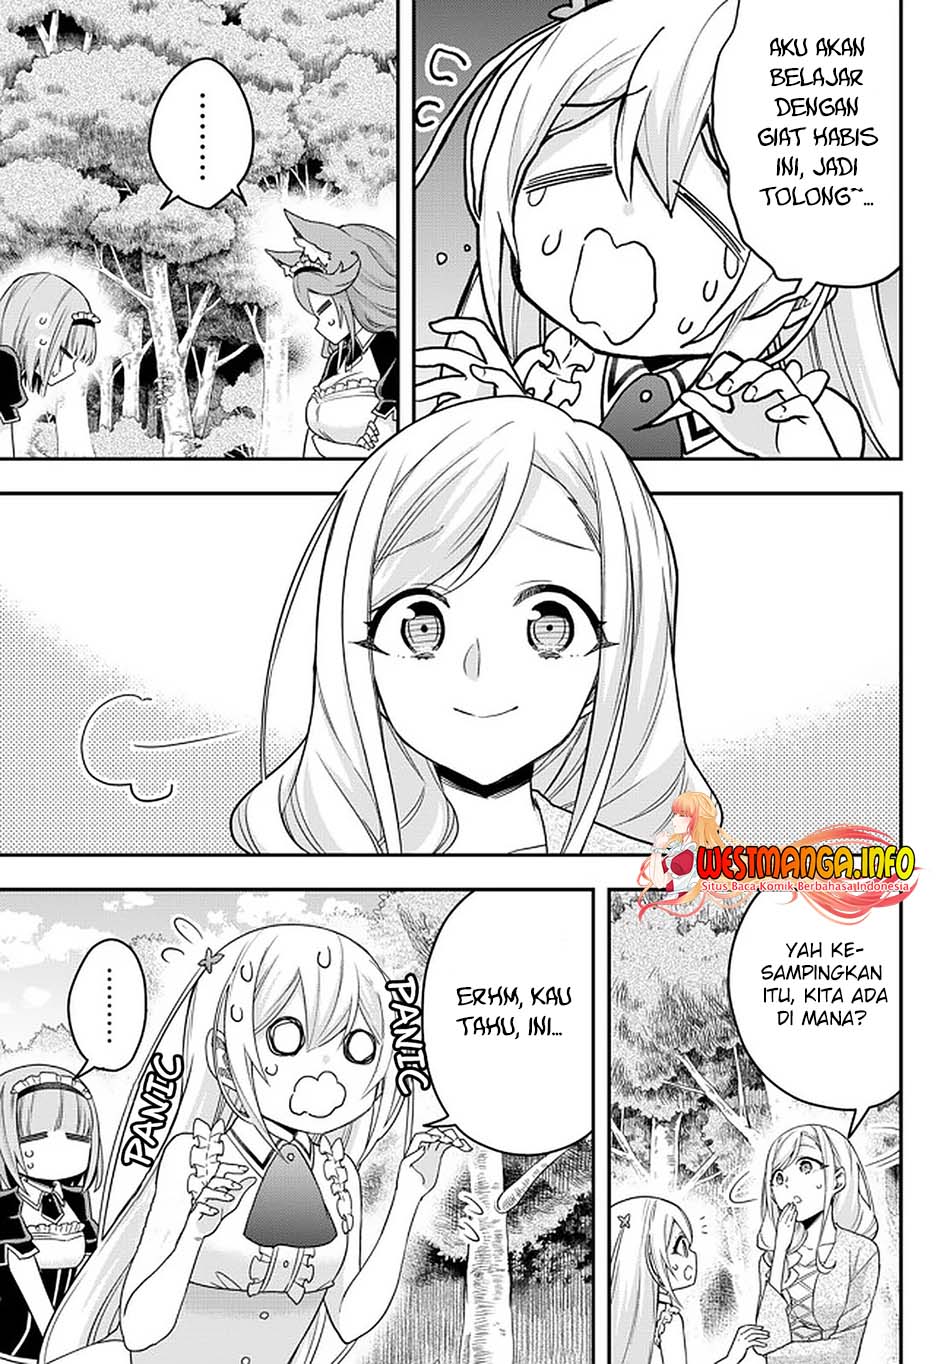 AKU AKAN
BELAJAR
DENGAN
GIAT HABIS
INI, JADI
TOLONG~...
.......
WESTMANGA.INFO
SITUS BACA KOMIK BERBAHASA INDONESIA
YAH KE-
SAMPINGKAN
ITU, KITA ADA
DI MANA?
ERHM, KAU
TAHU, INI...
PANIC
PANIC
.......